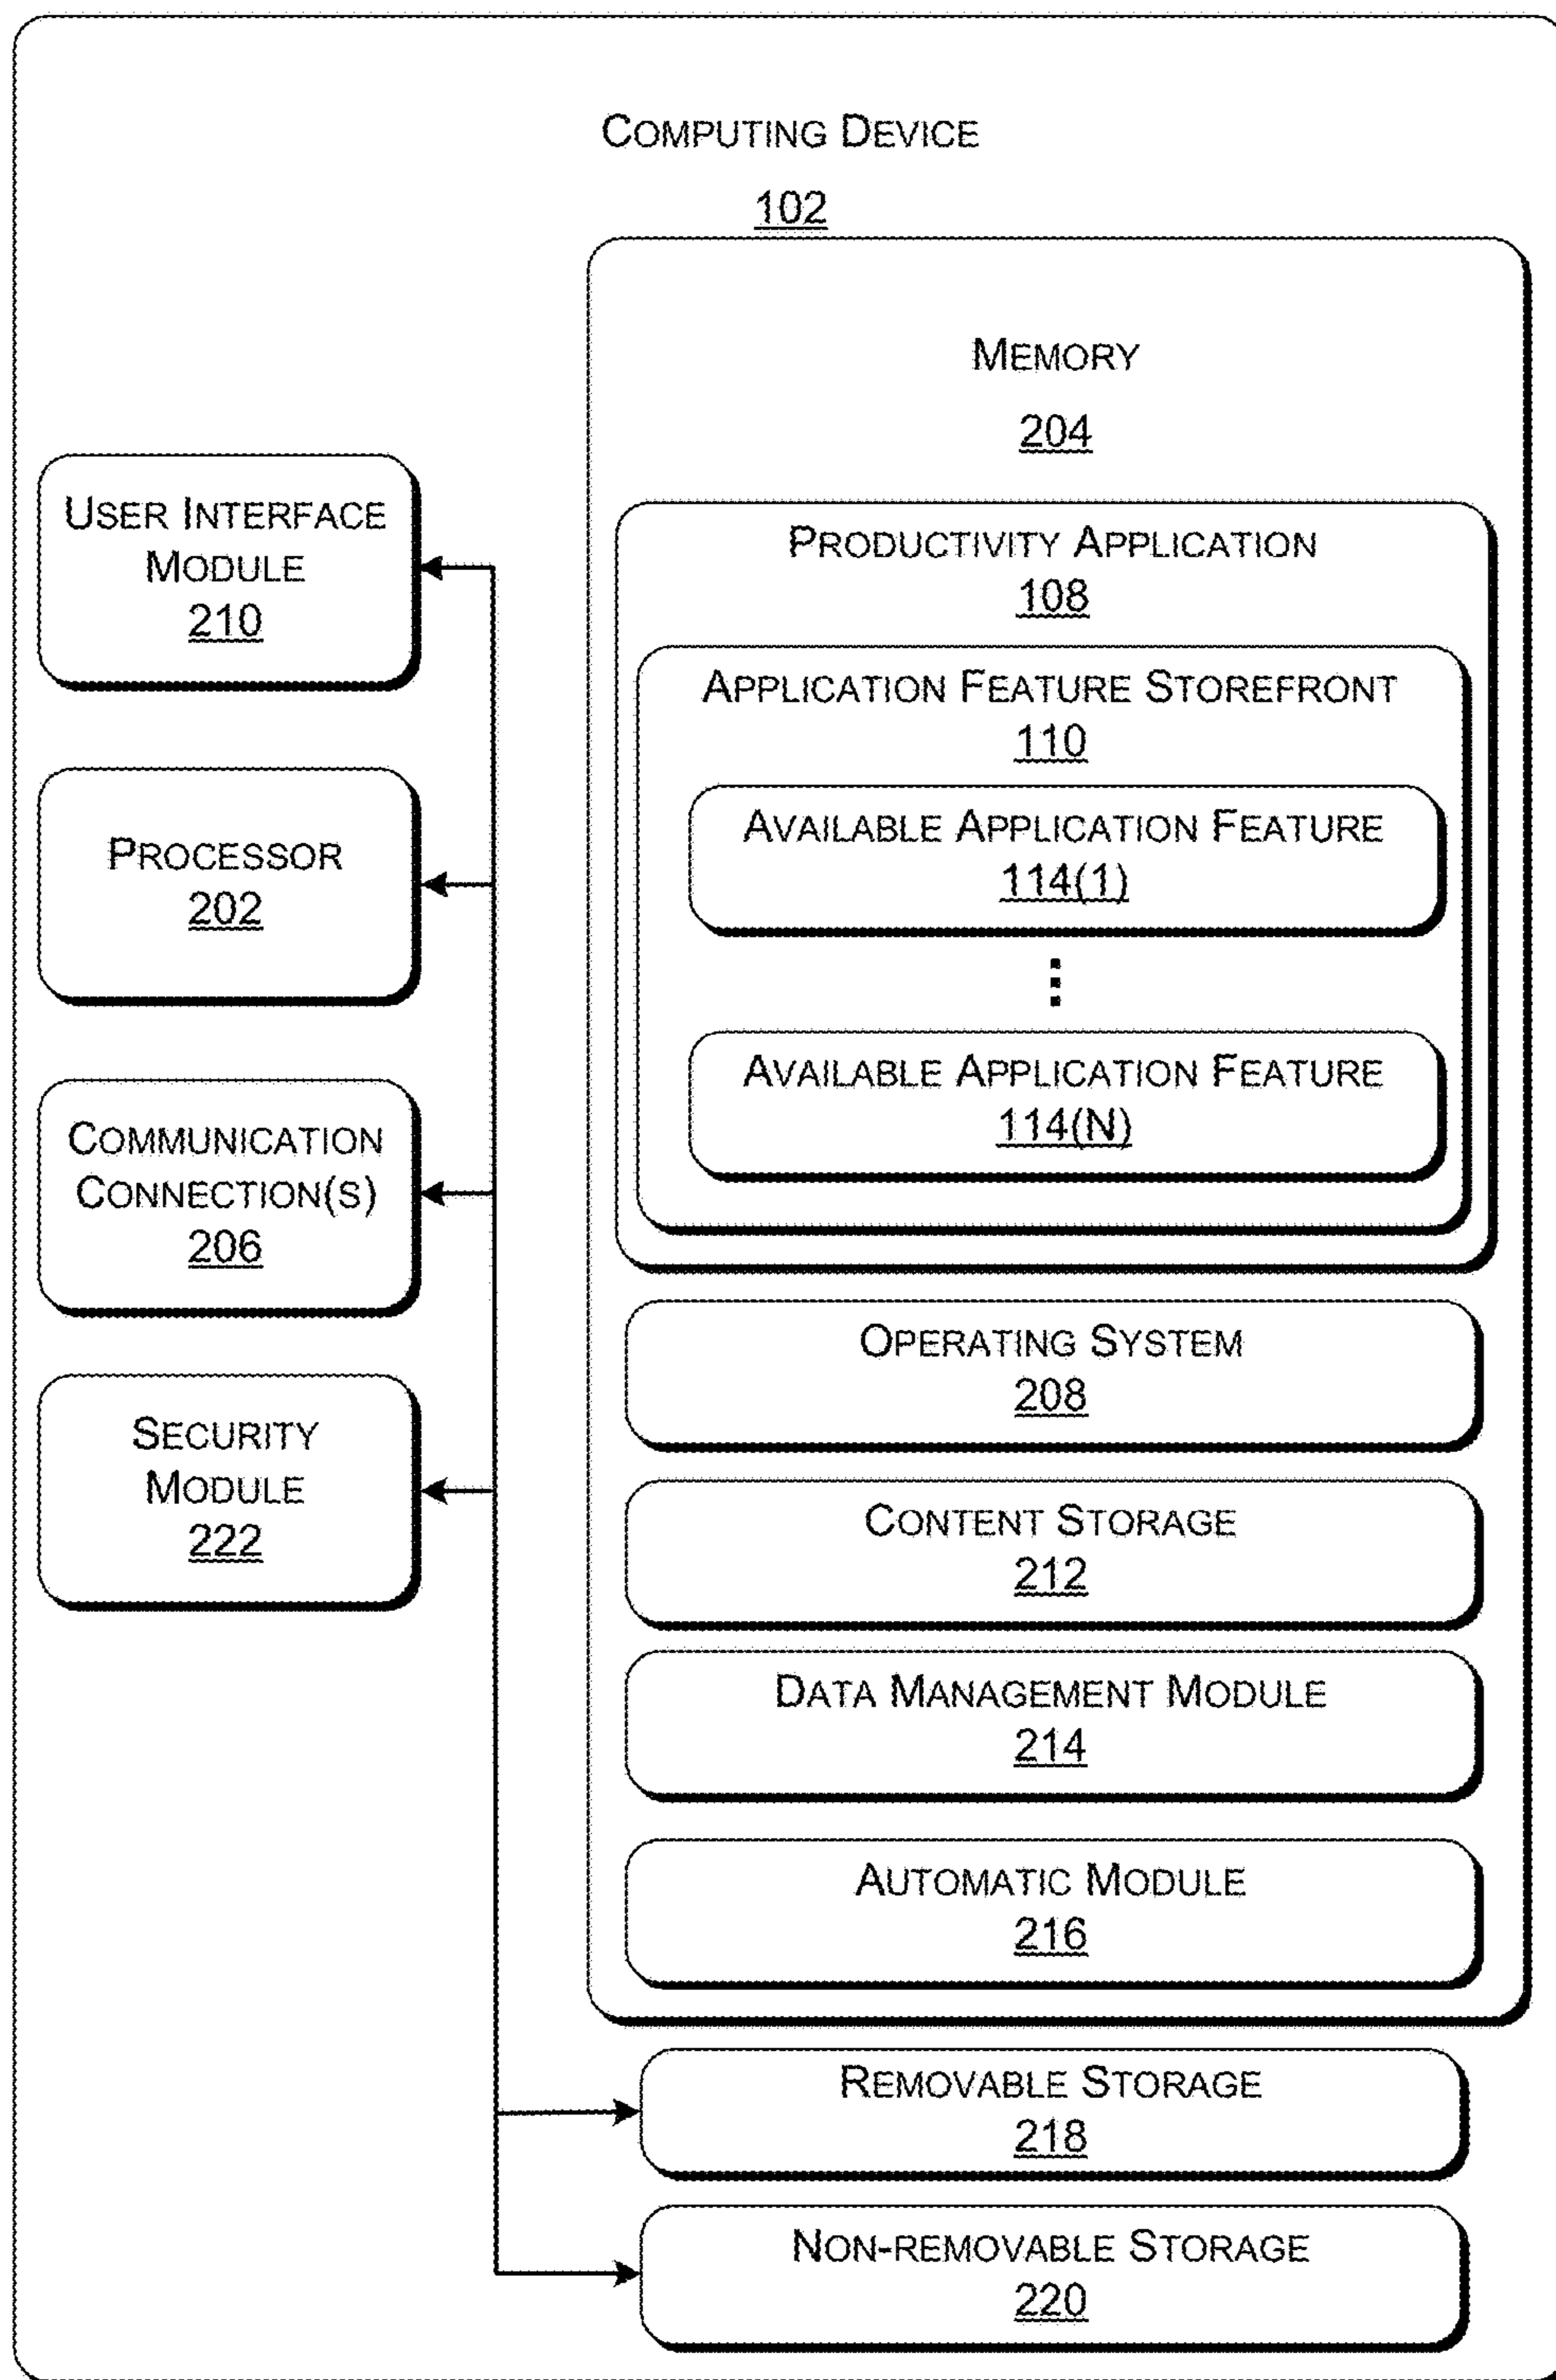 COMPUTING DEVICE
102
MEMORY
204
USER INTERFACE
MODULE
210
PROCESSOR
202
COMMUNICATION
CONNECTION(S)
206
SECURITY
MODULE
222
PRODUCTIVITY APPLICATION
108
APPLICATION FEATURE STOREFRONT
110
AVAILABLE APPLICATION FEATURE
114(1)
⋮
AVAILABLE APPLICATION FEATURE
114(N)
OPERATING SYSTEM
208
CONTENT STORAGE
212
DATA MANAGEMENT MODULE
214
AUTOMATIC MODULE
216
REMOVABLE STORAGE
218
NON-REMOVABLE STORAGE
220